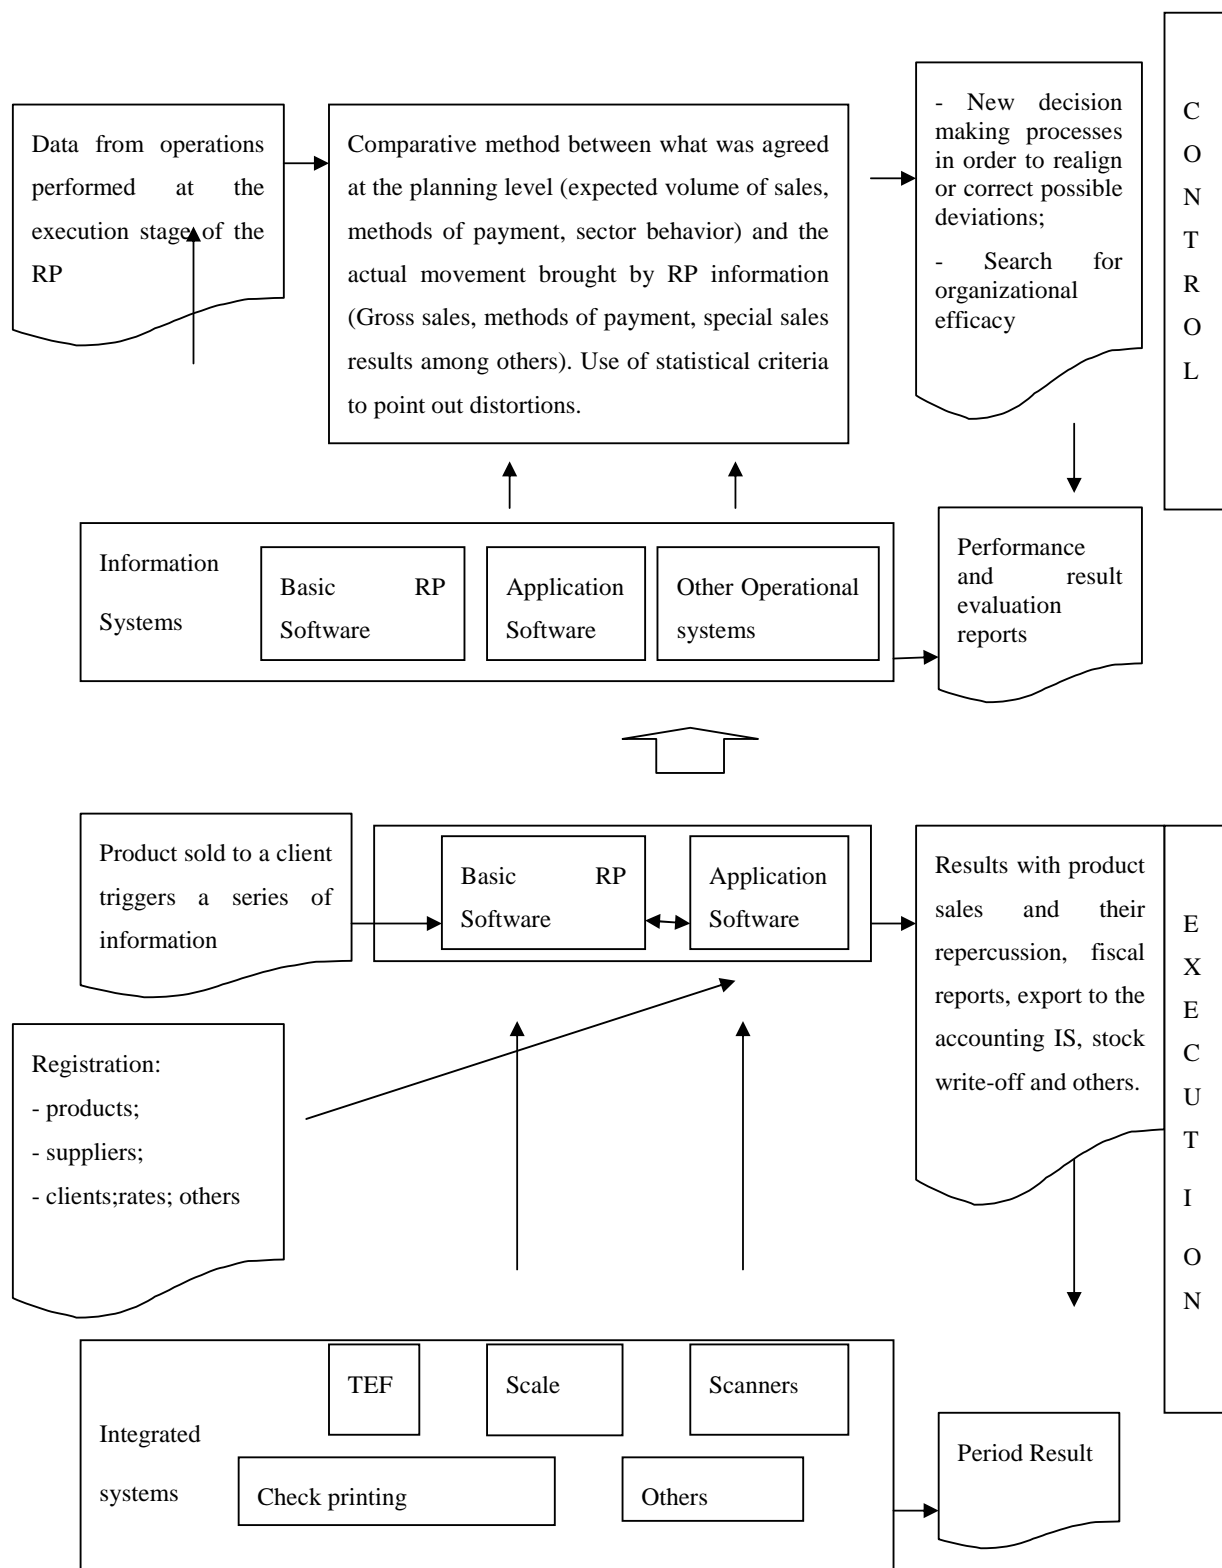 Data from operations
performed at the
execution stage of the
RP
Comparative method between what was agreed
at the planning level (expected volume of sales,
methods of payment, sector behavior) and the
actual movement brought by RP information
(Gross sales, methods of payment, special sales
results among others). Use of statistical criteria
to point out distortions.
- New decision
making processes
in order to realign
or correct possible
deviations;
- Search for
organizational
efficacy
C
O
N
T
R
O
L
Information
Systems
Basic RP
Software
Application
Software
Other Operational
systems
Performance
and result
evaluation
reports
Product sold to a client
triggers a series of
information
Basic RP
Software
Application
Software
Results with product
sales and their
repercussion, fiscal
reports, export to the
accounting IS, stock
write-off and others.
E
X
E
C
U
T
I
O
N
Registration:
- products;
- suppliers;
- clients;rates; others
Integrated
systems
TEF
Scale
Scanners
Check printing
Others
Period Result